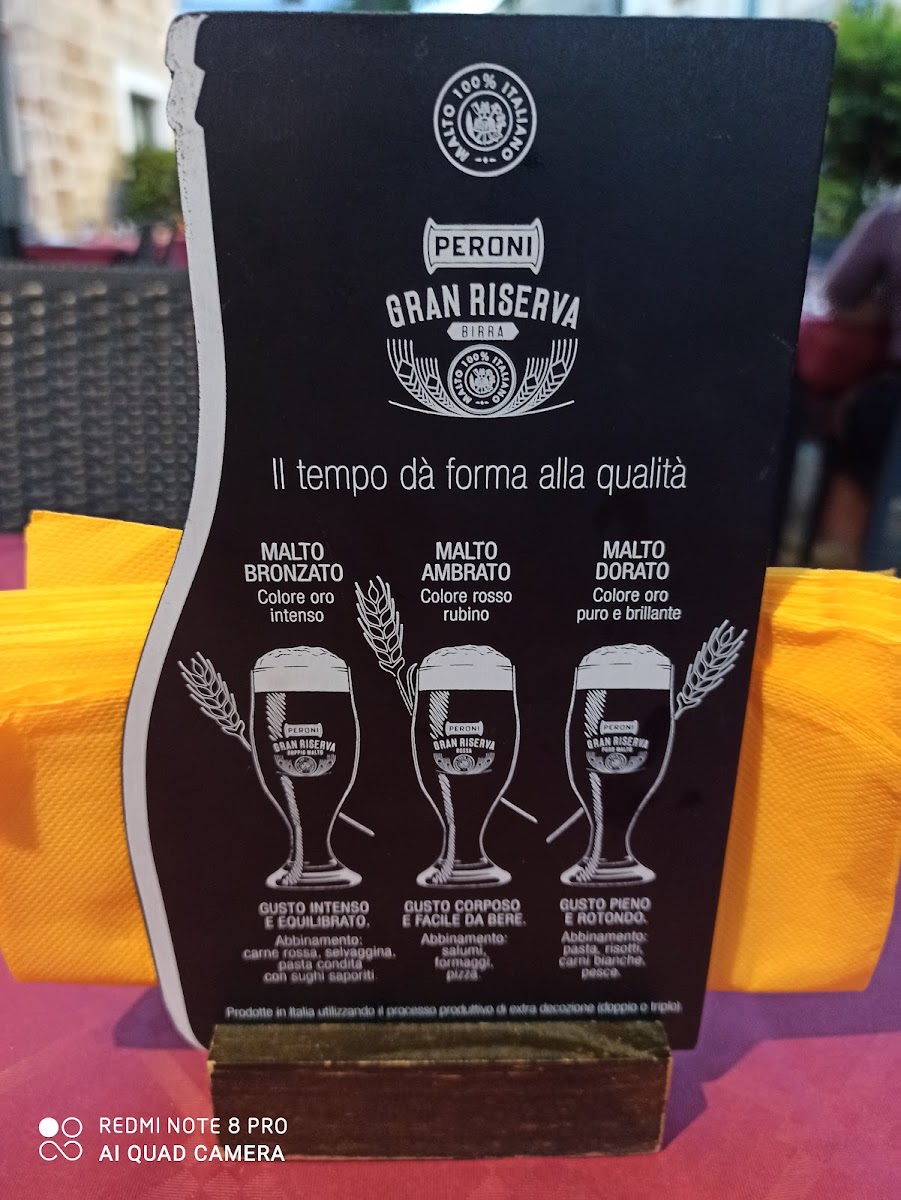 MALTO 100% ITALIANO
PERONI
GRAN RISERVA
BIRRA
MALTO 100% ITALIANO
Il tempo dà forma alla qualità
MALTO
BRONZATO
Colore oro
intenso
PERONI
GRAN RISERVA
DOPPIO MALTO
GUSTO INTENSO
E EQUILIBRATO.
Abbinamento:
carne rossa, selvaggina,
pasta condita
con sughi saporiti.
MALTO
AMBRATO
Colore rosso
rubino
PERONI
GRAN RISERVA
ROSSA
GUSTO CORPOSO
E FACILE DA BERE.
Abbinamento:
salumi,
formaggi,
pizza.
MALTO
DORATO
Colore oro
puro e brillante
PERONI
GRAN RISERVA
PURO MALTO
GUSTO PIENO
E ROTONDO.
Abbinamento:
pasta, risotti,
carni bianche,
pesce.
Prodotte in Italia utilizzando il processo produttivo di extra decozione (doppio o triplo).
REDMI NOTE 8 PRO
AI QUAD CAMERA